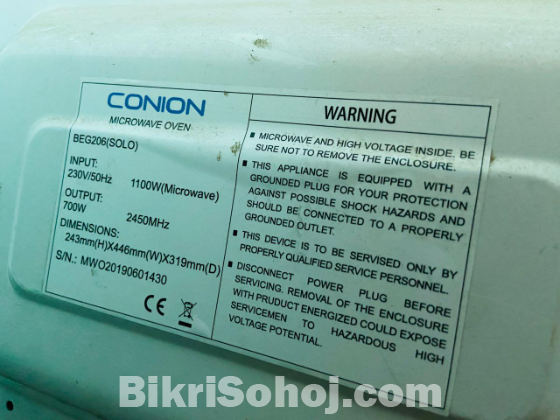 CONION
MICROWAVE OVEN
BEG206(SOLO)
INPUT:
230V/50Hz 1100W(Microwave)
OUTPUT:
700W 2450MHz
DIMENSIONS:
243mm(H)X446mm(W)X319mm(D)
S/N.: MWO20190601430
CE
WARNING
▪ MICROWAVE AND HIGH VOLTAGE INSIDE. BE
SURE NOT TO REMOVE THE ENCLOSURE.
▪ THIS APPLIANCE IS EQUIPPED WITH A
GROUNDED PLUG FOR YOUR PROTECTION
AGAINST POSSIBLE SHOCK HAZARDS AND
SHOULD BE CONNECTED TO A PROPERLY
GROUNDED OUTLET.
▪ THIS DEVICE IS TO BE SERVISED ONLY BY
PROPERLY QUALIFIED SERVICE PERSONNEL.
▪ DISCONNECT POWER PLUG BEFORE
SERVICING. REMOVAL OF THE ENCLOSURE
WITH PRODUCT ENERGIZED COULD EXPOSE
SERVICEMEN TO HAZARDOUS HIGH
VOLTAGE POTENTIAL.
BikriSohoj.com